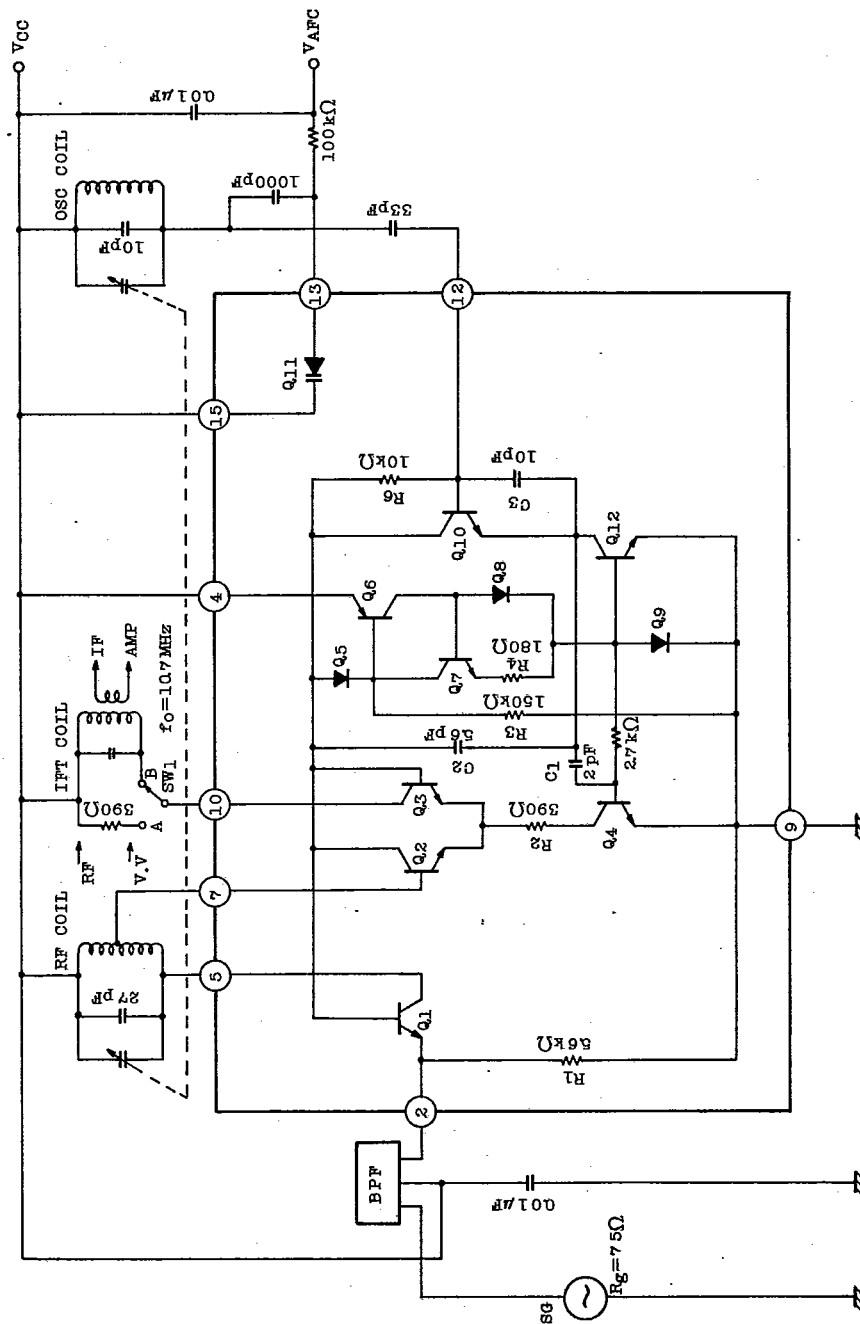 VCC
VAFC
0.01μF
100kΩ
1000pF
33pF
OSC COIL
10pF
13
12
15
Q11
IF
AMP
f0=10.7MHz
IFT COIL
390Ω
B
SW1
A
RF
V.V
RF COIL
27pF
4
10
7
5
10kΩ
R6
10pF
C3
Q10
Q12
Q6
Q8
Q5
Q7
180Ω
R4
Q9
150kΩ
R3
5.6pF
C2
C1
2pF
2.7kΩ
Q3
Q2
390Ω
R2
Q4
9
Q1
5.6kΩ
R1
2
BPF
0.01μF
SG
Rg=75Ω